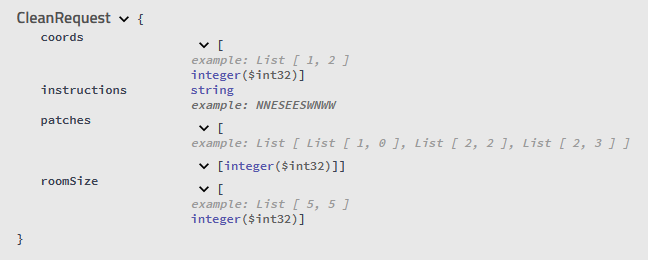 CleanRequest {
coords
[
example: List [ 1, 2 ]
integer($int32)]
instructions string
example: NNESEESWNWW
patches
[
example: List [ List [ 1, 0 ], List [ 2, 2 ], List [ 2, 3 ] ]
[integer($int32)]]
roomSize
[
example: List [ 5, 5 ]
integer($int32)]
}